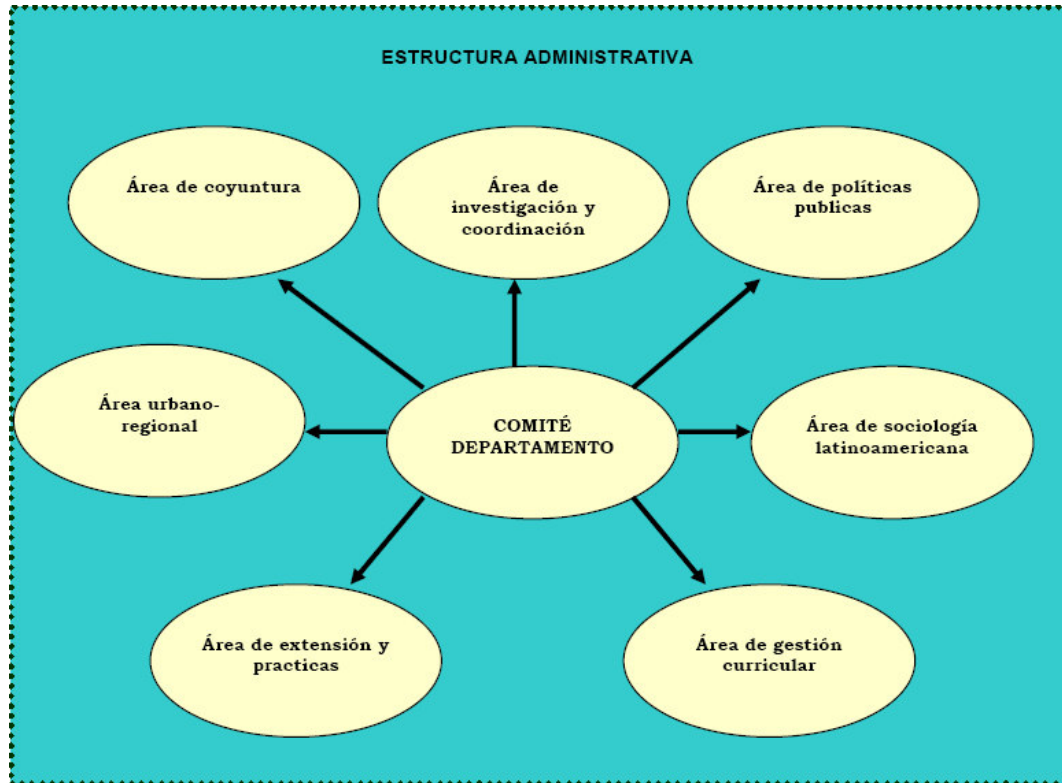 ESTRUCTURA ADMINISTRATIVA
Área de coyuntura
Área de
investigación y
coordinación
Área de políticas
publicas
Área urbano-
regional
COMITÉ
DEPARTAMENTO
Área de sociología
latinoamericana
Área de extensión y
practicas
Área de gestión
curricular